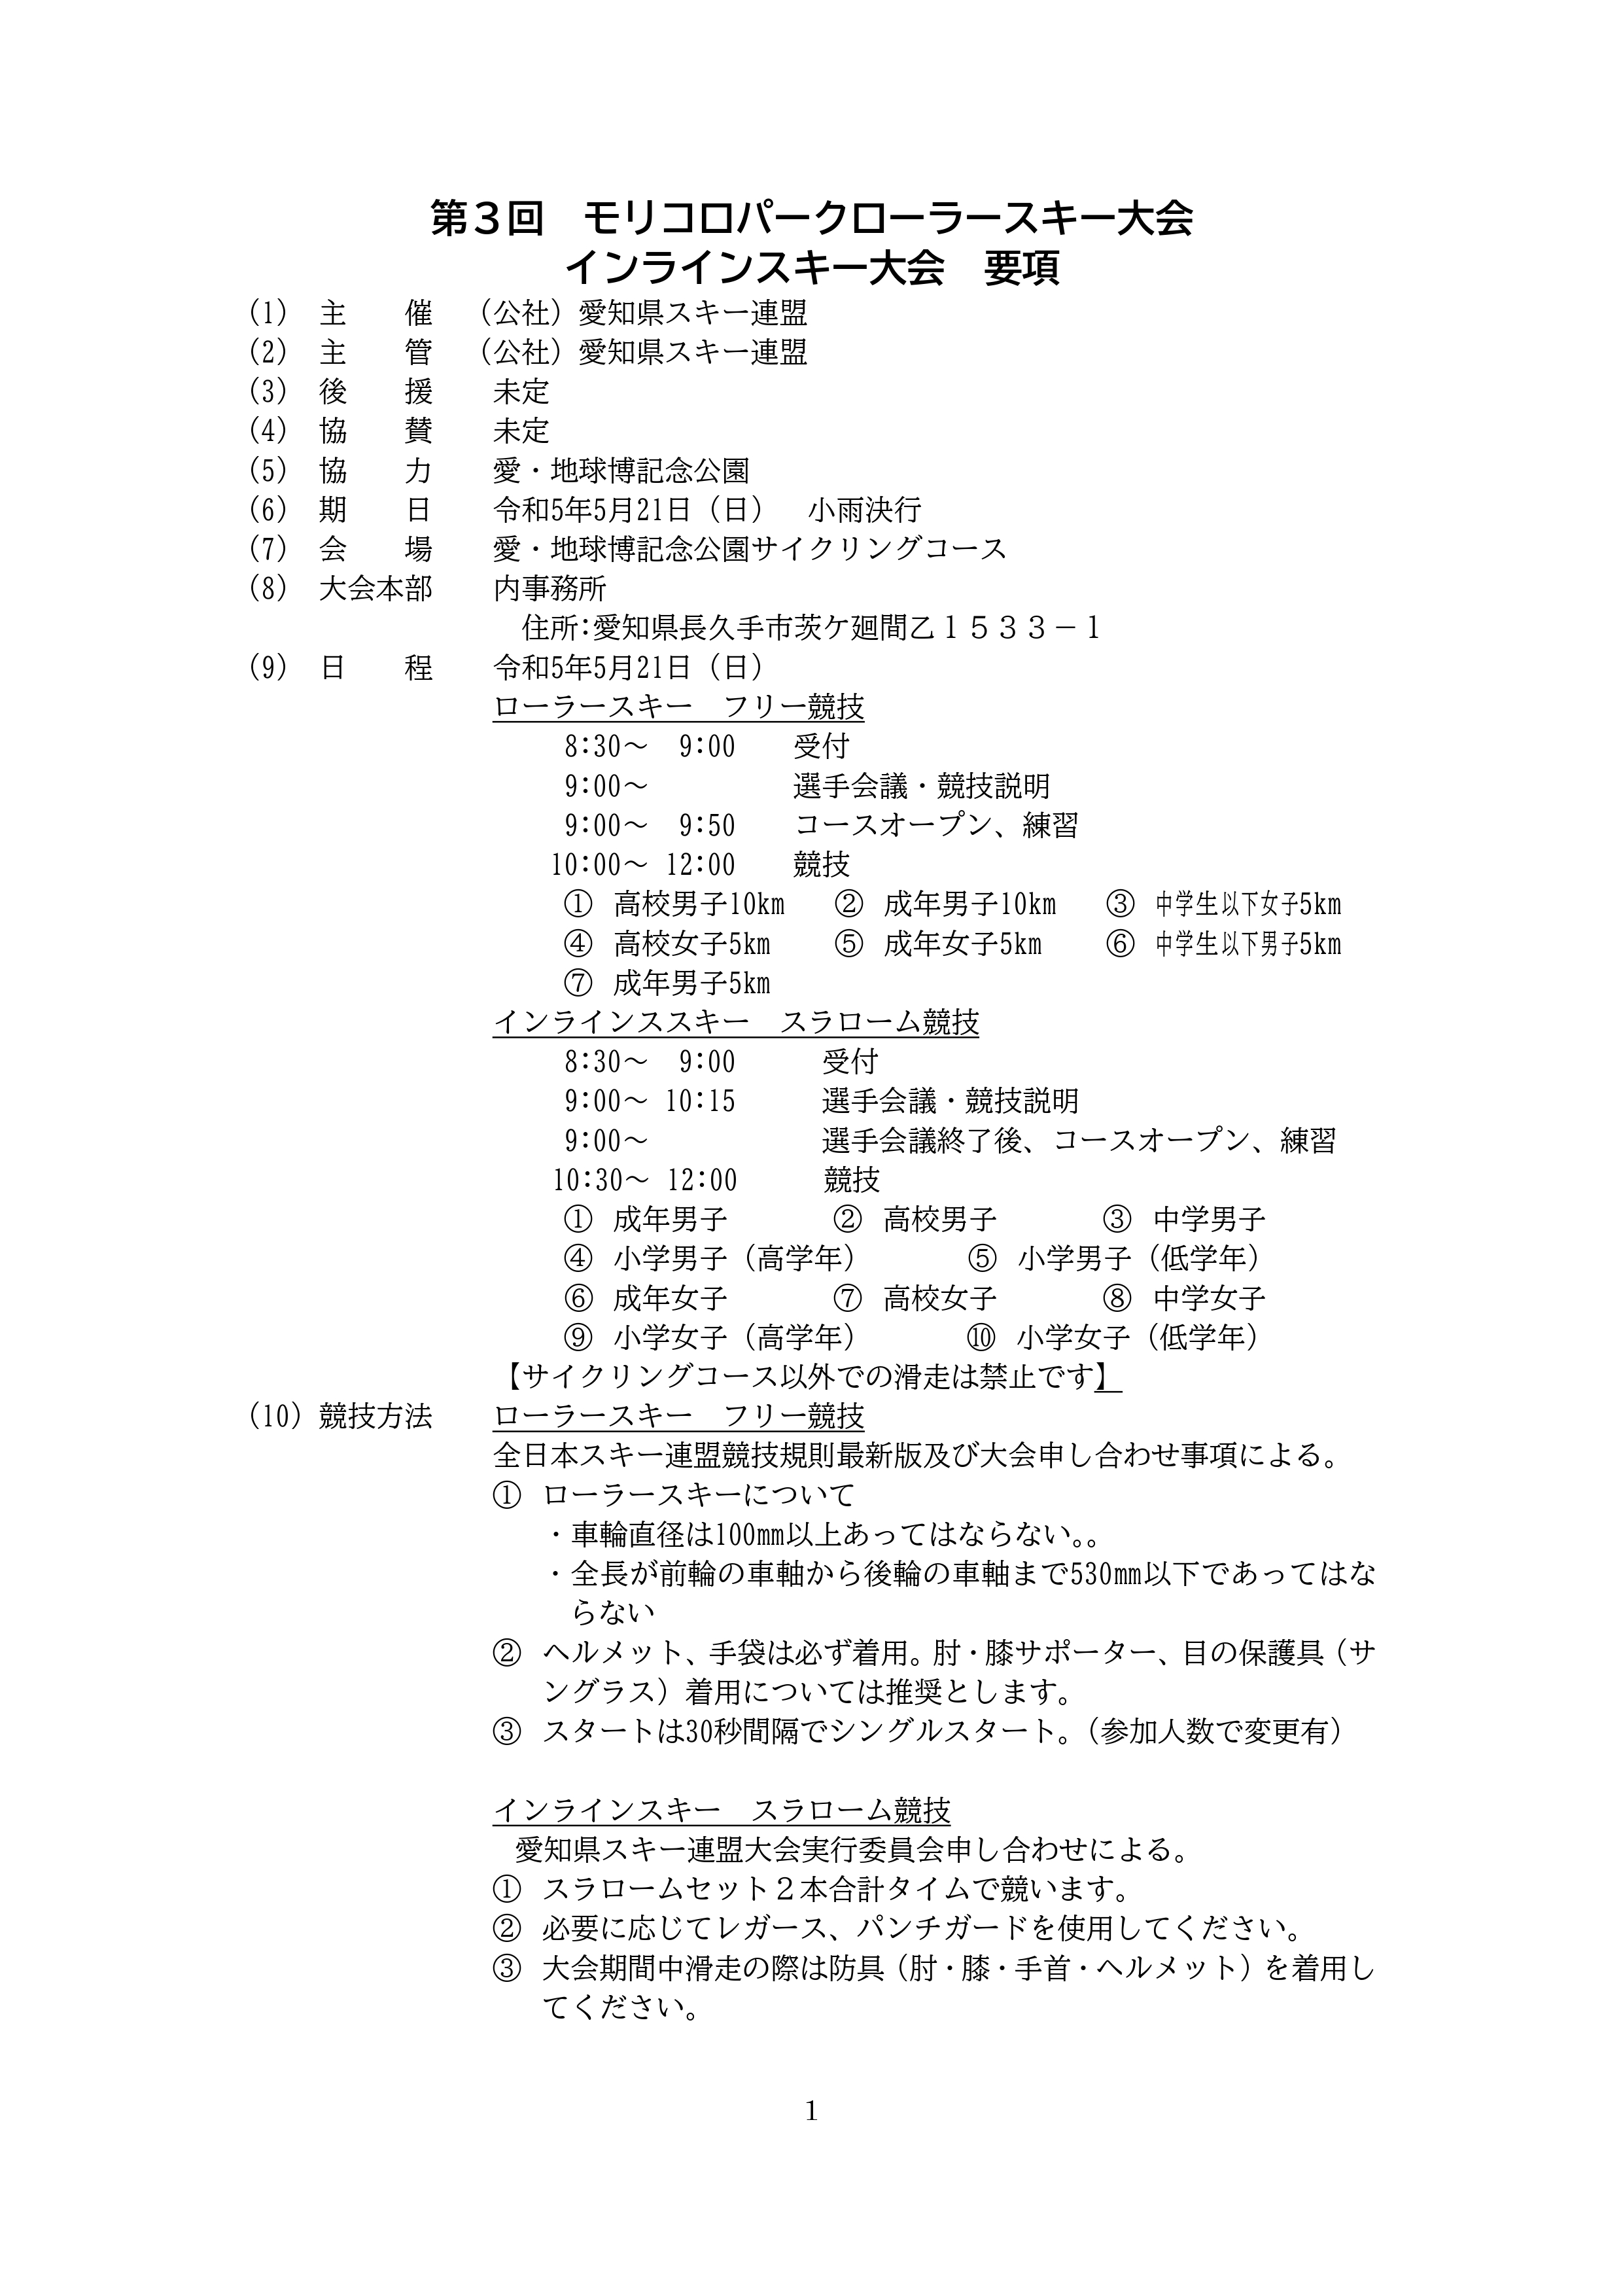 第３回　モリコロパークローラースキー大会
インラインスキー大会　要項
(1)　主　　催　（公社）愛知県スキー連盟
(2)　主　　管　（公社）愛知県スキー連盟
(3)　後　　援　　未定
(4)　協　　賛　　未定
(5)　協　　力　　愛・地球博記念公園
(6)　期　　日　　令和5年5月21日（日）　小雨決行
(7)　会　　場　　愛・地球博記念公園サイクリングコース
(8)　大会本部　　内事務所
住所:愛知県長久手市茨ケ廻間乙１５３３－１
(9)　日　　程　　令和5年5月21日（日）
ローラースキー　フリー競技
8:30～　9:00　　受付
9:00～　　　　　選手会議・競技説明
9:00～　9:50　　コースオープン、練習
10:00～ 12:00　　競技
① 高校男子10km　② 成年男子10km　③ 中学生以下女子5km
④ 高校女子5km　② 成年女子5km　⑥ 中学生以下男子5km
⑦ 成年男子5km
インラインススキー　スラローム競技
8:30～　9:00　　　受付
9:00～ 10:15　　　選手会議・競技説明
9:00～　　　　　　選手会議終了後、コースオープン、練習
10:30～ 12:00　　　競技
① 成年男子　　　② 高校男子　　　③ 中学男子
④ 小学男子（高学年）　　　⑤ 小学男子（低学年）
⑥ 成年女子　　　⑦ 高校女子　　　⑧ 中学女子
⑨ 小学女子（高学年）　　　⑩ 小学女子（低学年）
【サイクリングコース以外での滑走は禁止です】
(10) 競技方法　　ローラースキー　フリー競技
全日本スキー連盟競技規則最新版及び大会申し合わせ事項による。
① ローラースキーについて
・車輪直径は100mm以上あってはならない。。
・全長が前輪の車軸から後輪の車軸まで530mm以下であってはな
らない
② ヘルメット、手袋は必ず着用。肘・膝サポーター、目の保護具（サ
ングラス）着用については推奨とします。
③ スタートは30秒間隔でシングルスタート。（参加人数で変更有）
インラインスキー　スラローム競技
愛知県スキー連盟大会実行委員会申し合わせによる。
① スラロームセット２本合計タイムで競います。
② 必要に応じてレガース、パンチガードを使用してください。
③ 大会期間中滑走の際は防具（肘・膝・手首・ヘルメット）を着用し
てください。
1